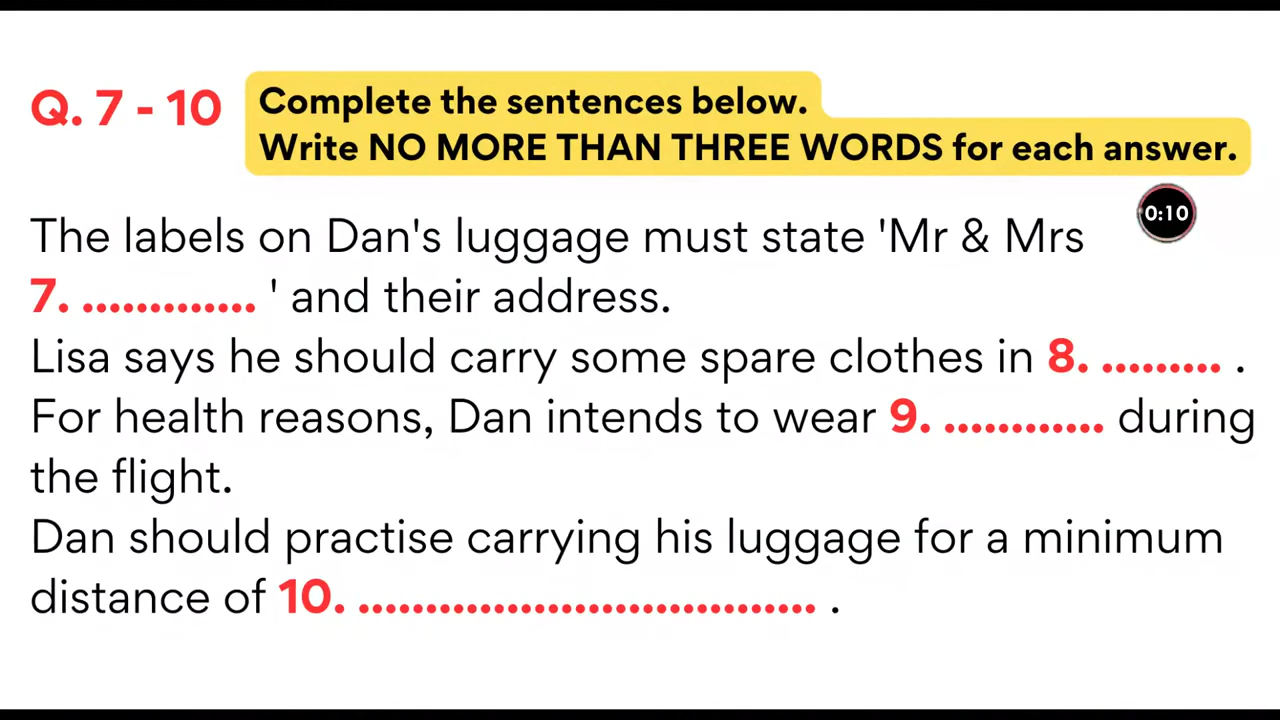 Q. 7 - 10
Complete the sentences below.
Write NO MORE THAN THREE WORDS for each answer.
0:10
The labels on Dan's luggage must state 'Mr & Mrs
7. ............. ' and their address.
Lisa says he should carry some spare clothes in 8. ......... .
For health reasons, Dan intends to wear 9. ............ during
the flight.
Dan should practise carrying his luggage for a minimum
distance of 10. .................................. .